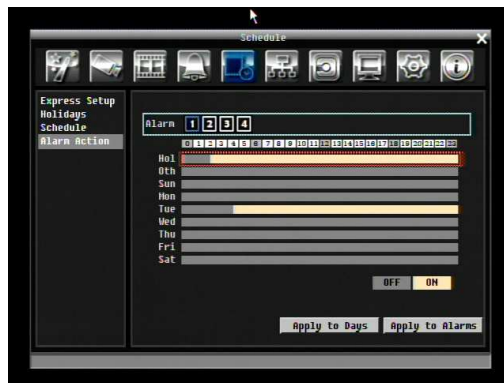 Schedule
X
Express Setup
Holidays
Schedule
Alarm Action
Alarm 1 2 3 4
0 1 2 3 4 5 6 7 8 9 10 11 12 13 14 15 16 17 18 19 20 21 22 23
Hol
Oth
Sun
Mon
Tue
Wed
Thu
Fri
Sat
OFF ON
Apply to Days Apply to Alarms